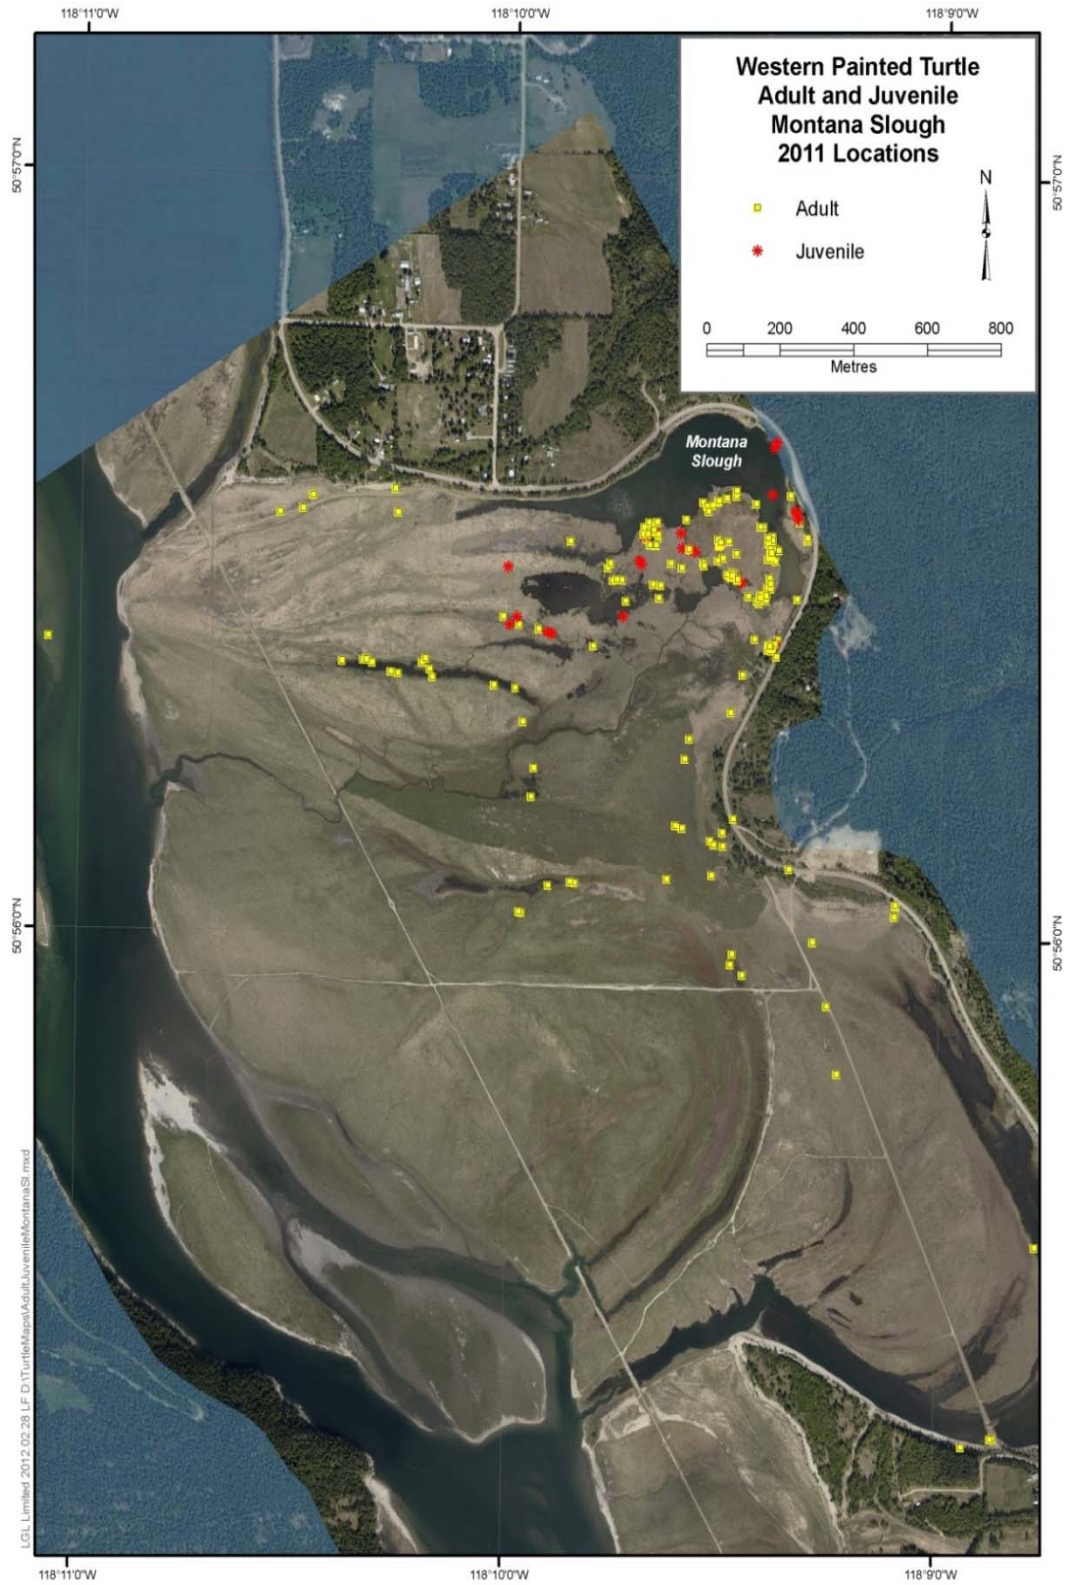 118°11'0"W
118°10'0"W
118°9'0"W
Western Painted Turtle
Adult and Juvenile
Montana Slough
2011 Locations
Adult
Juvenile
N
0 200 400 600 800
Metres
50°57'0"N
50°57'0"N
Montana
Slough
50°56'0"N
50°56'0"N
LGL Limited 2012 02 28 LF D:\TurtleMaps\AdultJuvenileMontanaSl mxd
118°11'0"W
118°10'0"W
118°9'0"W